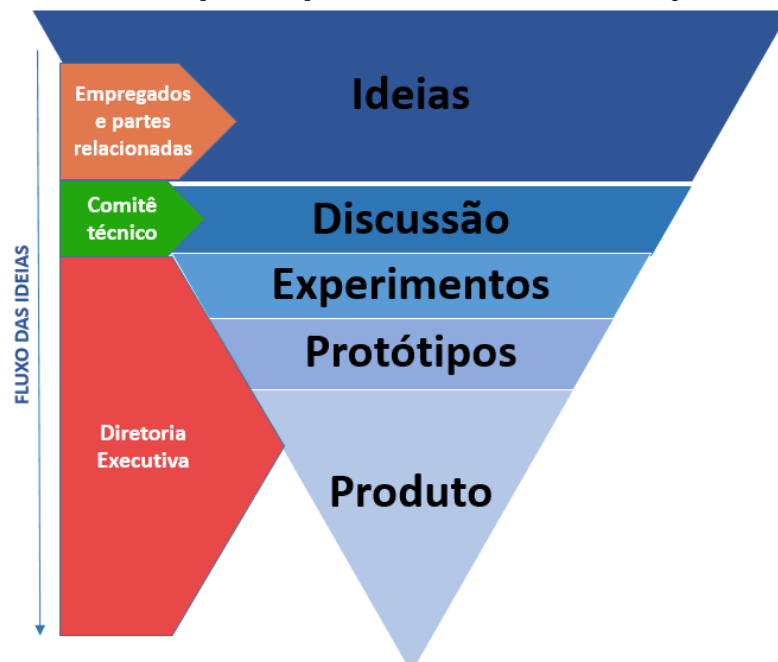 Empregados
e partes
relacionadas
Ideias
Comitê
técnico
Discussão
Experimentos
Protótipos
Diretoria
Executiva
Produto
FLUXO DAS IDEIAS